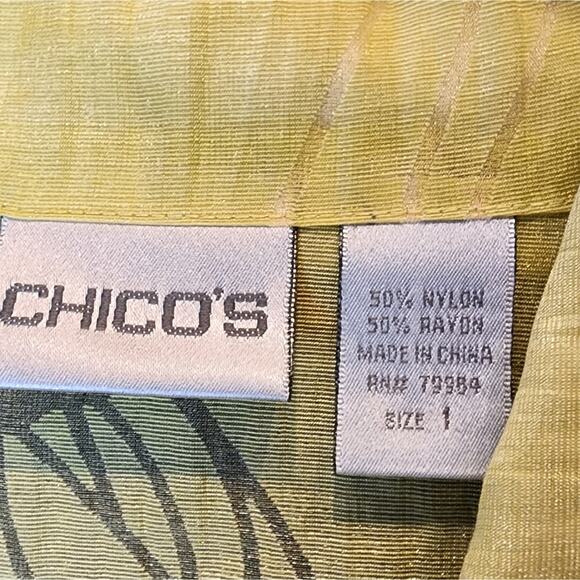 CHICO'S
50% NYLON
50% RAYON
MADE IN CHINA
RN# 79984
SIZE 1